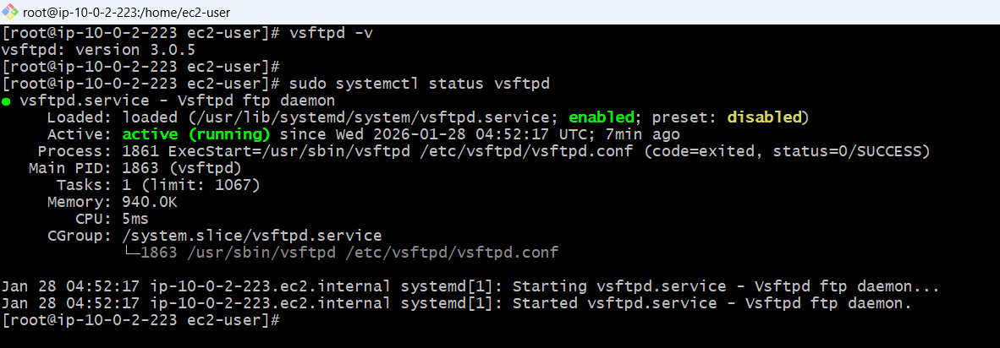 root@ip-10-0-2-223:/home/ec2-user
[root@ip-10-0-2-223 ec2-user]# vsftpd -v
vsftpd: version 3.0.5
[root@ip-10-0-2-223 ec2-user]#
[root@ip-10-0-2-223 ec2-user]# sudo systemctl status vsftpd
● vsftpd.service - Vsftpd ftp daemon
     Loaded: loaded (/usr/lib/systemd/system/vsftpd.service; enabled; preset: disabled)
     Active: active (running) since Wed 2026-01-28 04:52:17 UTC; 7min ago
    Process: 1861 ExecStart=/usr/sbin/vsftpd /etc/vsftpd/vsftpd.conf (code=exited, status=0/SUCCESS)
   Main PID: 1863 (vsftpd)
      Tasks: 1 (limit: 1067)
     Memory: 940.0K
        CPU: 5ms
     CGroup: /system.slice/vsftpd.service
             └─1863 /usr/sbin/vsftpd /etc/vsftpd/vsftpd.conf
Jan 28 04:52:17 ip-10-0-2-223.ec2.internal systemd[1]: Starting vsftpd.service - Vsftpd ftp daemon...
Jan 28 04:52:17 ip-10-0-2-223.ec2.internal systemd[1]: Started vsftpd.service - Vsftpd ftp daemon.
[root@ip-10-0-2-223 ec2-user]#